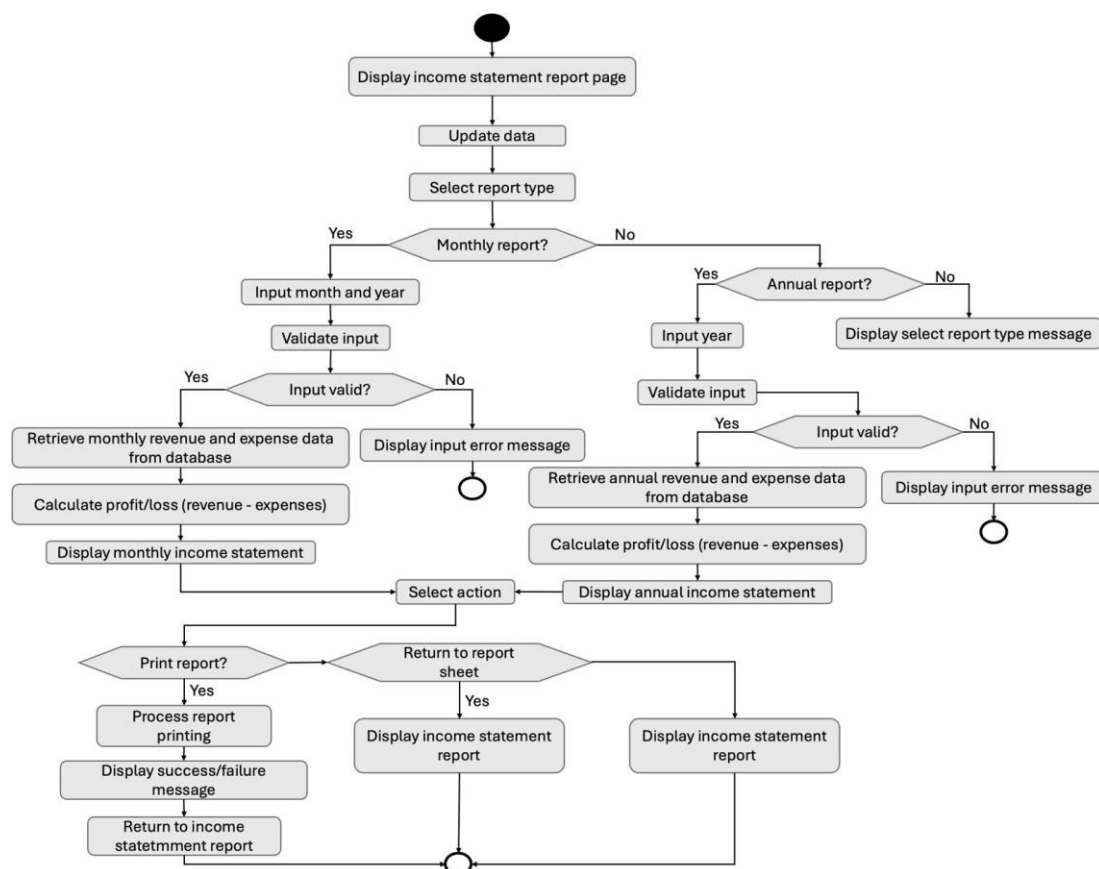 Display income statement report page
Update data
Select report type
Yes
Monthly report?
No
Input month and year
Yes
Annual report?
No
Validate input
Input year
Display select report type message
Yes
Input valid?
No
Validate input
Retrieve monthly revenue and expense data
from database
Display input error message
Yes
Input valid?
No
Calculate profit/loss (revenue - expenses)
Retrieve annual revenue and expense data
from database
Display input error message
Display monthly income statement
Calculate profit/loss (revenue - expenses)
Select action
Display annual income statement
Print report?
Return to report
sheet
Yes
Yes
Process report
printing
Display income statement
report
Display income statement
report
Display success/failure
message
Return to income
statetmment report